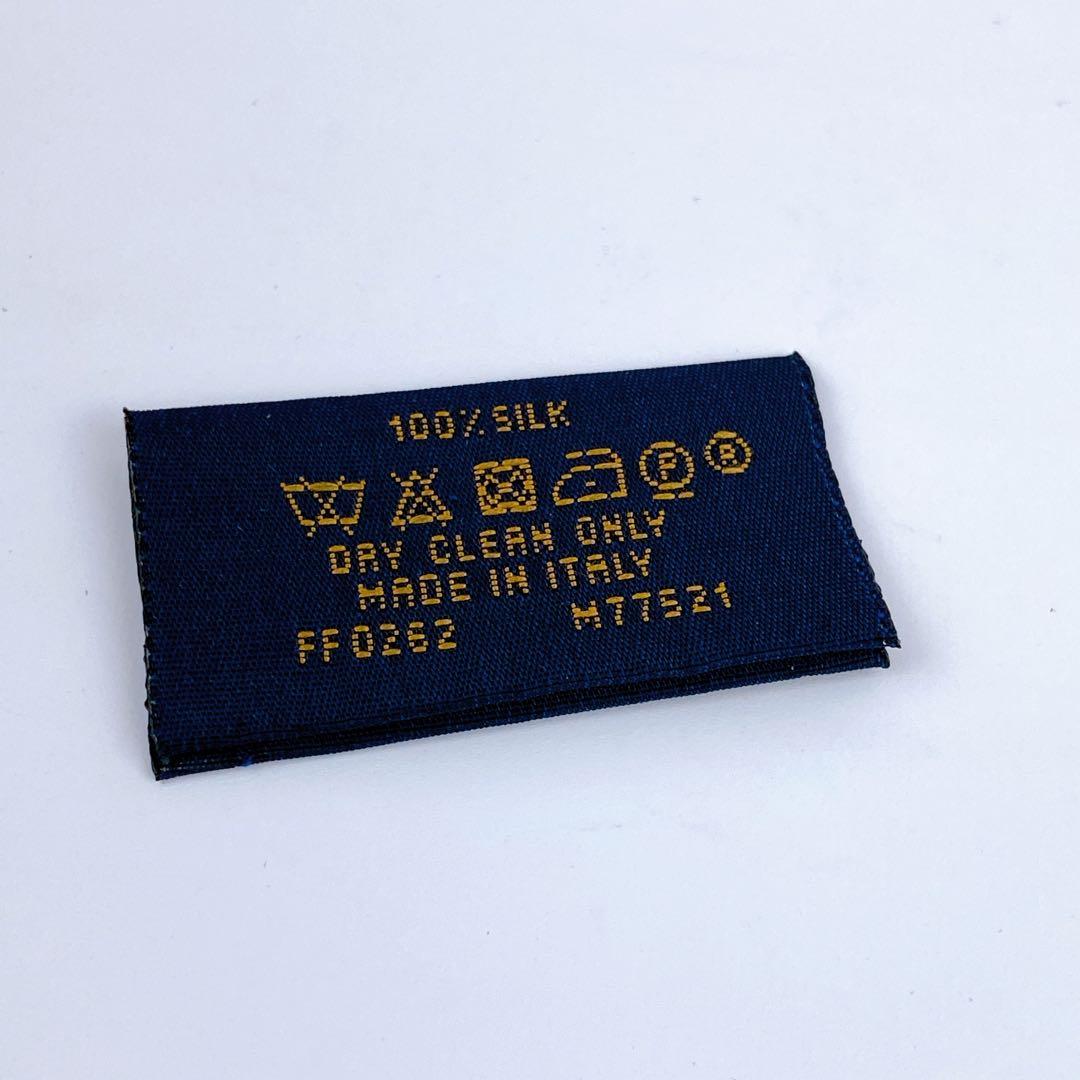 100% SILK
P R
DRY CLEAN ONLY
MADE IN ITALY
FF0262 M77521